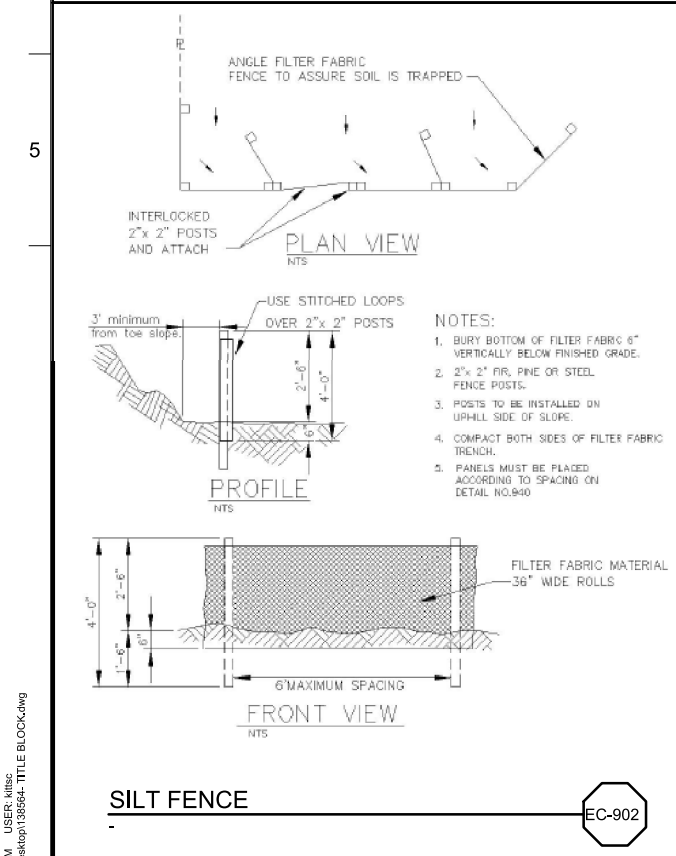 PL
ANGLE FILTER FABRIC
FENCE TO ASSURE SOIL IS TRAPPED
5
INTERLOCKED
2"x 2" POSTS
AND ATTACH
PLAN VIEW
NTS
3' minimum
from toe slope.
USE STITCHED LOOPS
OVER 2"x 2" POSTS
2'-6"
4'-0"
6"
PROFILE
NTS
NOTES:
1. BURY BOTTOM OF FILTER FABRIC 6"
VERTICALLY BELOW FINISHED GRADE.
2. 2"x 2" FIR, PINE OR STEEL
FENCE POSTS.
3. POSTS TO BE INSTALLED ON
UPHILL SIDE OF SLOPE.
4. COMPACT BOTH SIDES OF FILTER FABRIC
TRENCH.
5. PANELS MUST BE PLACED
ACCORDING TO SPACING ON
DETAIL NO.940
4'-0"
2'-6"
1'-6"
6"
FILTER FABRIC MATERIAL
36" WIDE ROLLS
6'MAXIMUM SPACING
FRONT VIEW
NTS
SILT FENCE
-
EC-902
M USER: kittsc
esktop\138564- TITLE BLOCK.dwg